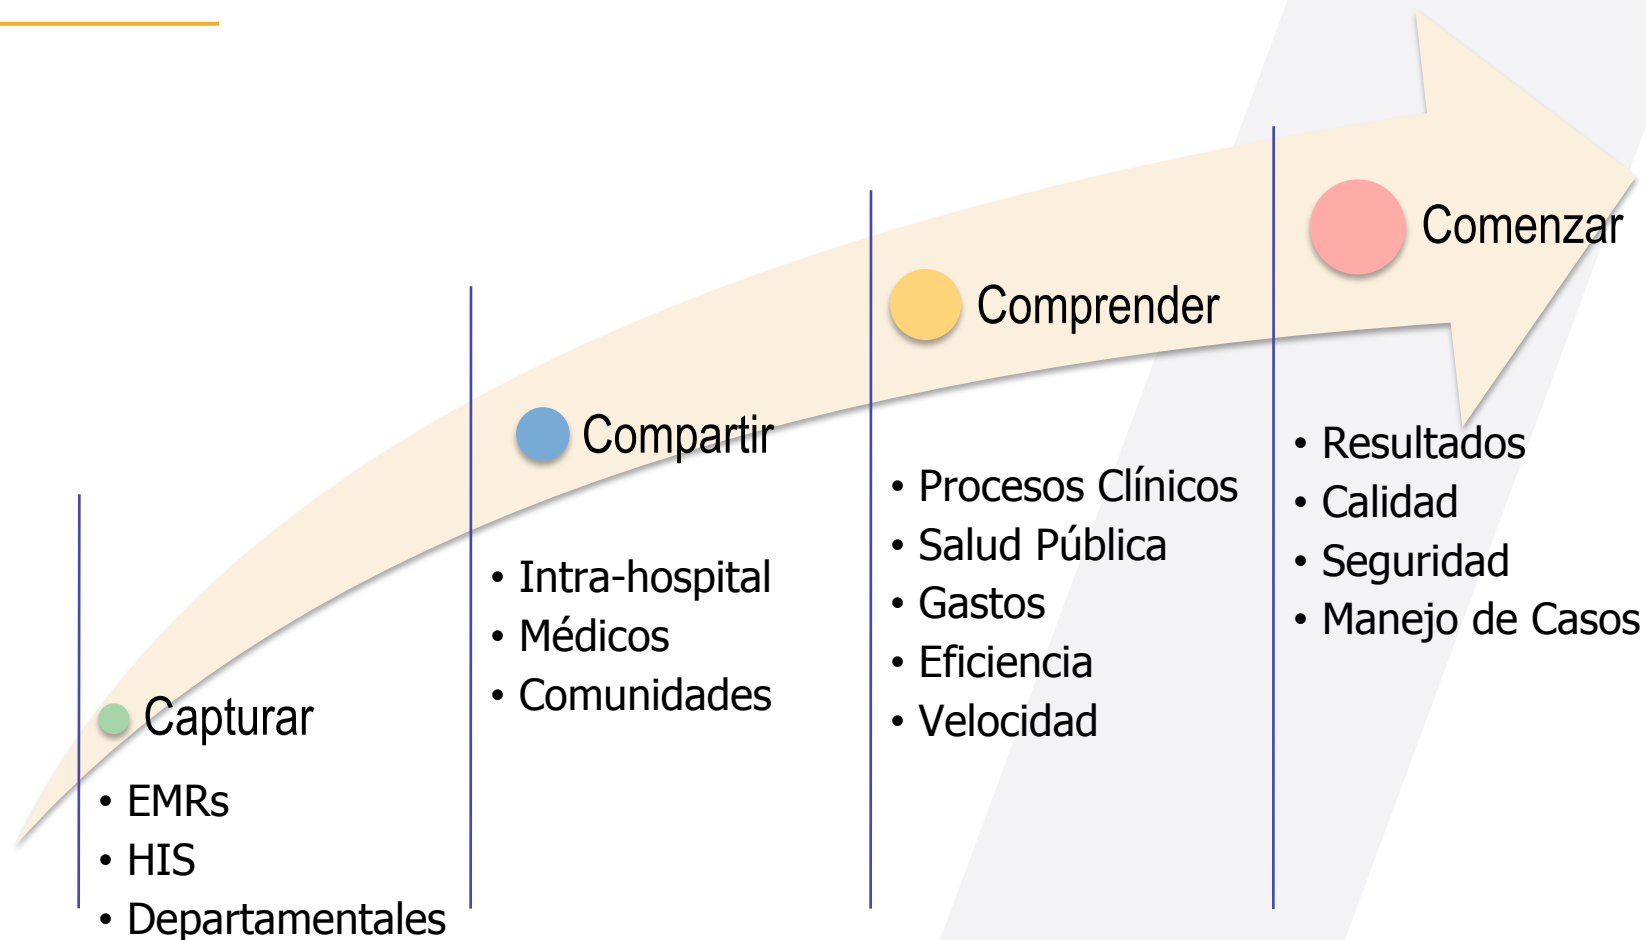 Capturar
• EMRs
• HIS
• Departamentales
Compartir
• Intra-hospital
• Médicos
• Comunidades
Comprender
• Procesos Clínicos
• Salud Pública
• Gastos
• Eficiencia
• Velocidad
Comenzar
• Resultados
• Calidad
• Seguridad
• Manejo de Casos